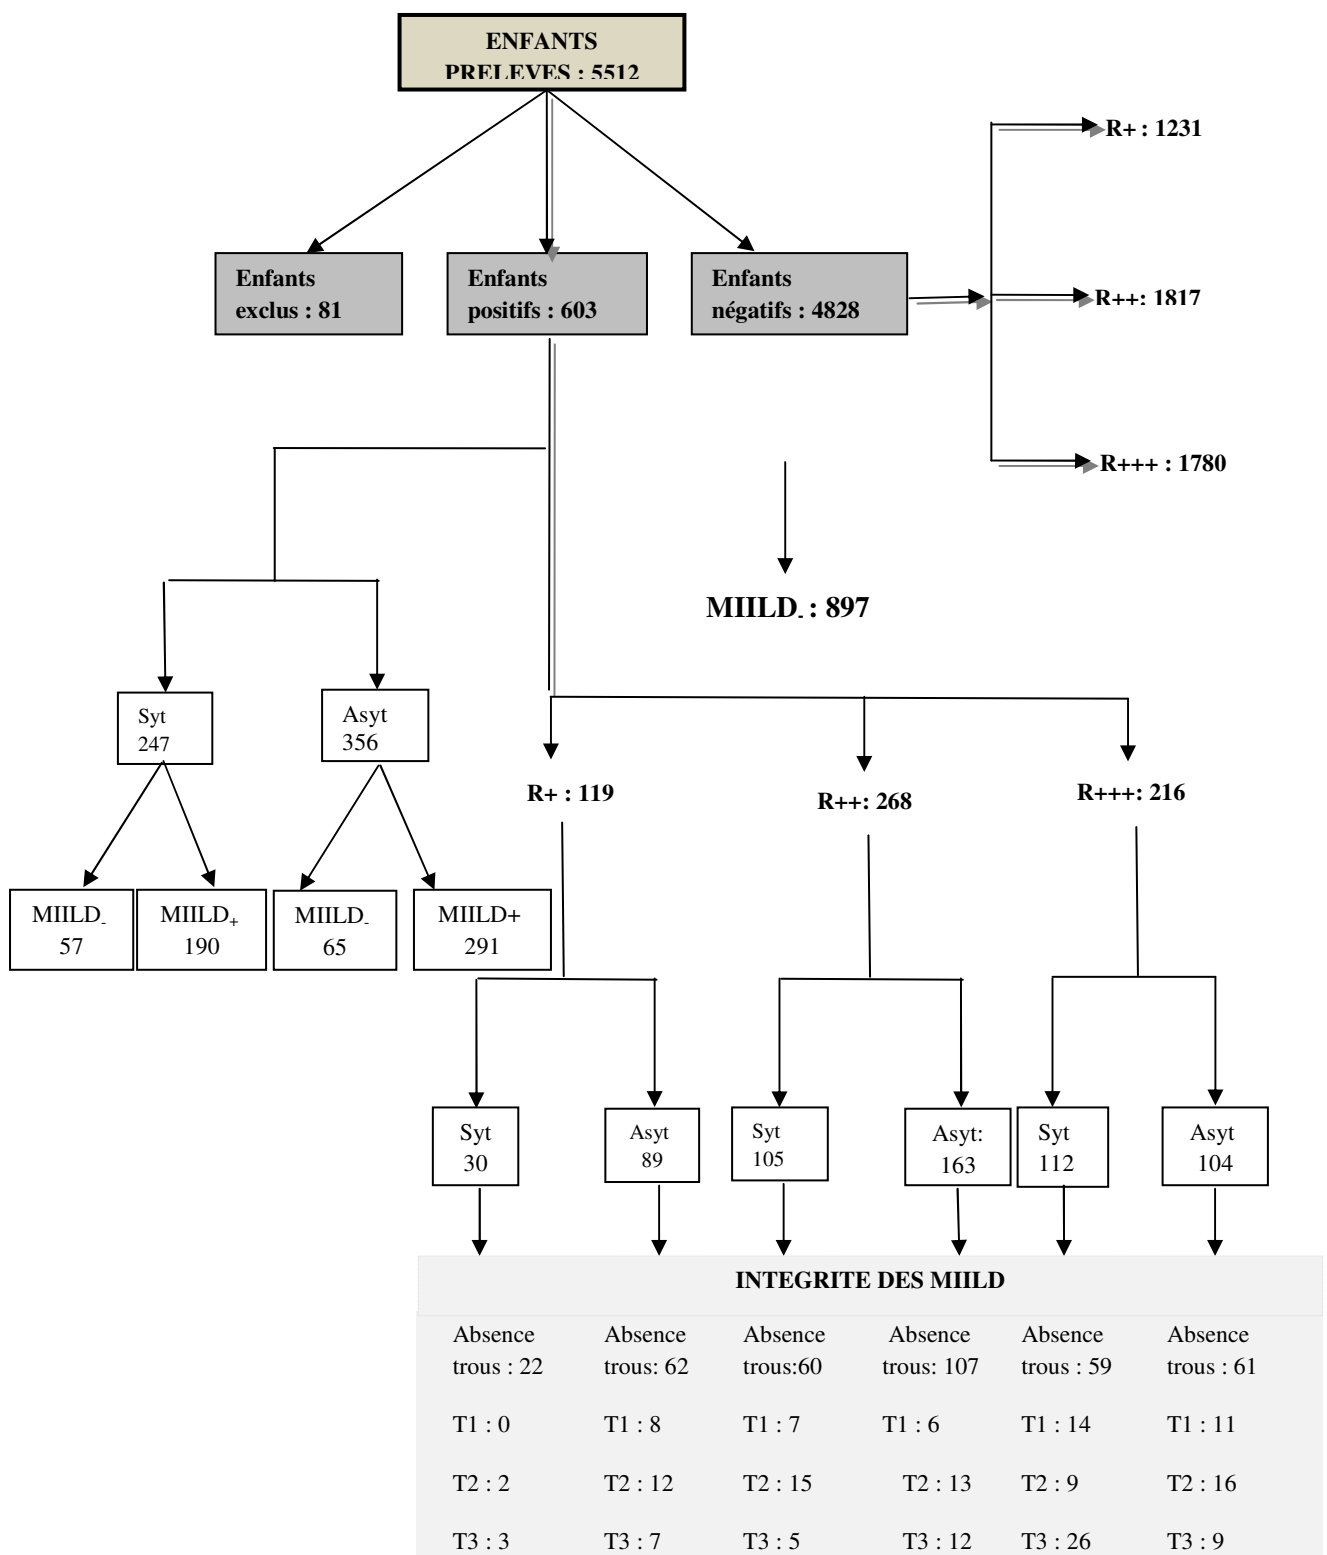 ENFANTS
PRELEVES : 5512
R+ : 1231
Enfants
exclus : 81
Enfants
positifs : 603
Enfants
négatifs : 4828
R++: 1817
R+++ : 1780
MIILD- : 897
Syt
247
Asyt
356
R+ : 119
R++: 268
R+++: 216
MIILD-
57
MIILD+
190
MIILD-
65
MIILD+
291
Syt
30
Asyt
89
Syt
105
Asyt:
163
Syt
112
Asyt
104
INTEGRITE DES MIILD
Absence Absence Absence Absence Absence Absence
trous : 22 trous: 62 trous:60 trous: 107 trous : 59 trous : 61
T1 : 0 T1 : 8 T1 : 7 T1 : 6 T1 : 14 T1 : 11
T2 : 2 T2 : 12 T2 : 15 T2 : 13 T2 : 9 T2 : 16
T3 : 3 T3 : 7 T3 : 5 T3 : 12 T3 : 26 T3 : 9